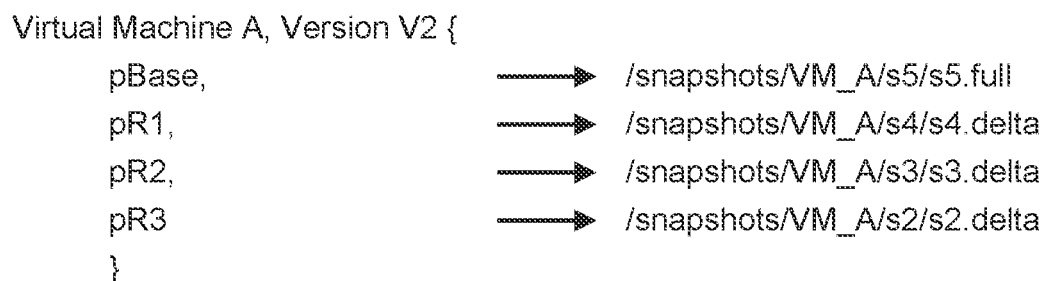 Virtual Machine A, Version V2 {
pBase, /snapshots/VM_A/s5/s5.full
pR1, /snapshots/VM_A/s4/s4.delta
pR2, /snapshots/VM_A/s3/s3.delta
pR3 /snapshots/VM_A/s2/s2.delta
}